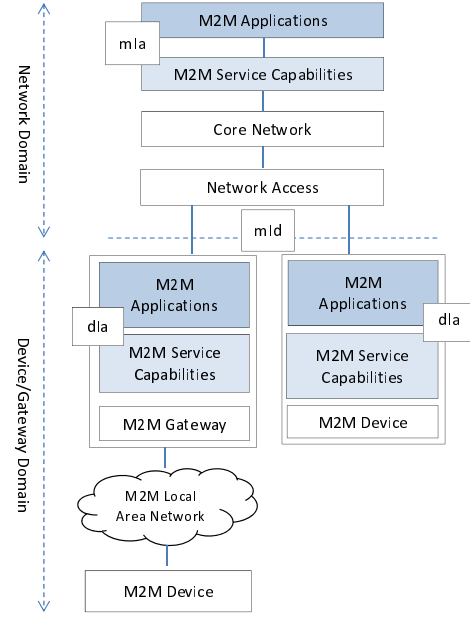 M2M Applications
mIa
M2M Service Capabilities
Core Network
Network Access
Network Domain
mId
M2M
Applications
dIa
M2M Service
Capabilities
M2M Gateway
M2M
Applications
dIa
M2M Service
Capabilities
M2M Device
Device/Gateway Domain
M2M Local
Area Network
M2M Device